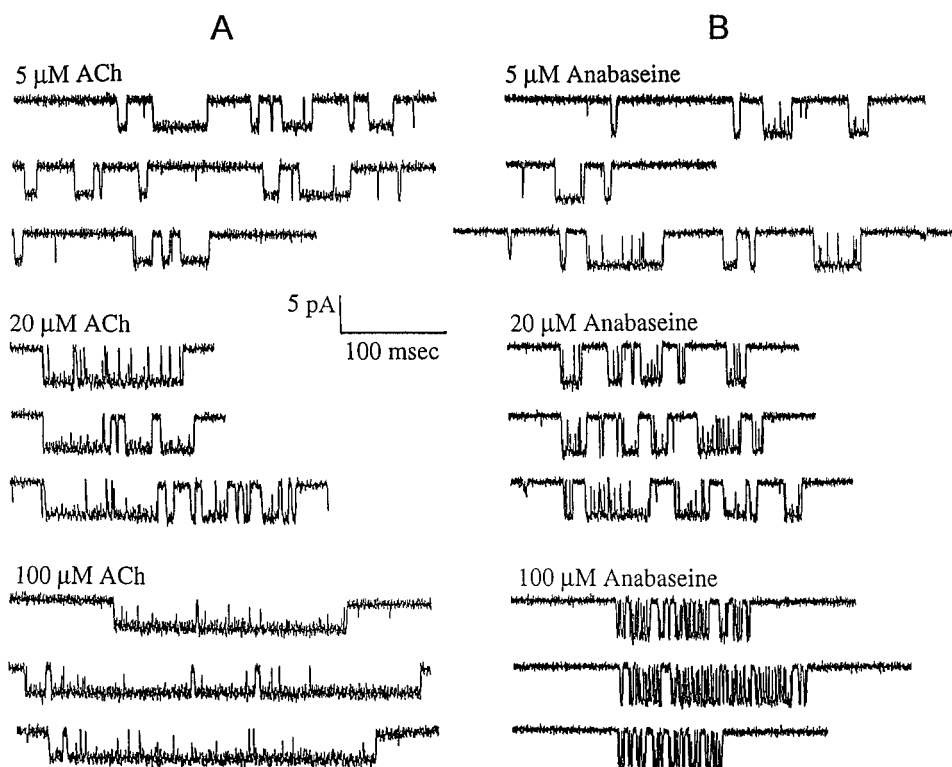 A
B
5 μM ACh
5 μM Anabaseine
5 pA
100 msec
20 μM ACh
20 μM Anabaseine
100 μM ACh
100 μM Anabaseine